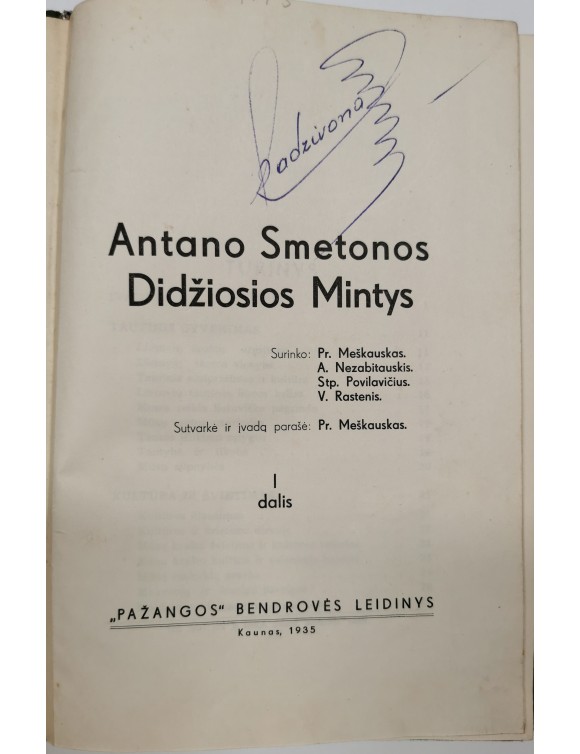 Radzivona
Antano Smetonos
Didžiosios Mintys
Surinko: Pr. Meškauskas.
A. Nezabitauskis.
Stp. Povilavičius.
V. Rastenis.
Sutvarkė ir įvadą parašė: Pr. Meškauskas.
I
dalis
„PAŽANGOS“ BENDROVĖS LEIDINYS
Kaunas, 1935